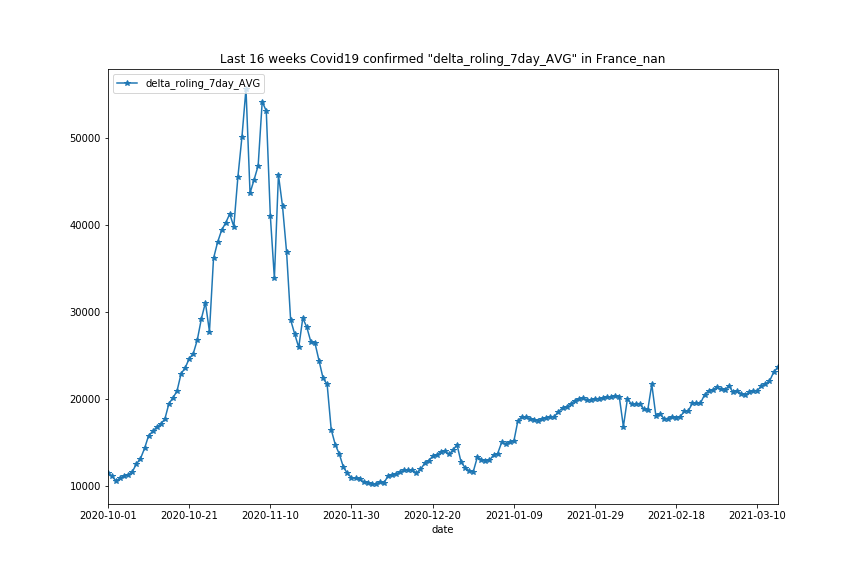 Last 16 weeks Covid19 confirmed "delta_roling_7day_AVG" in France_nan
delta_roling_7day_AVG
50000
40000
30000
20000
10000
2020-10-01 2020-10-21 2020-11-10 2020-11-30 2020-12-20 2021-01-09 2021-01-29 2021-02-18 2021-03-10
date